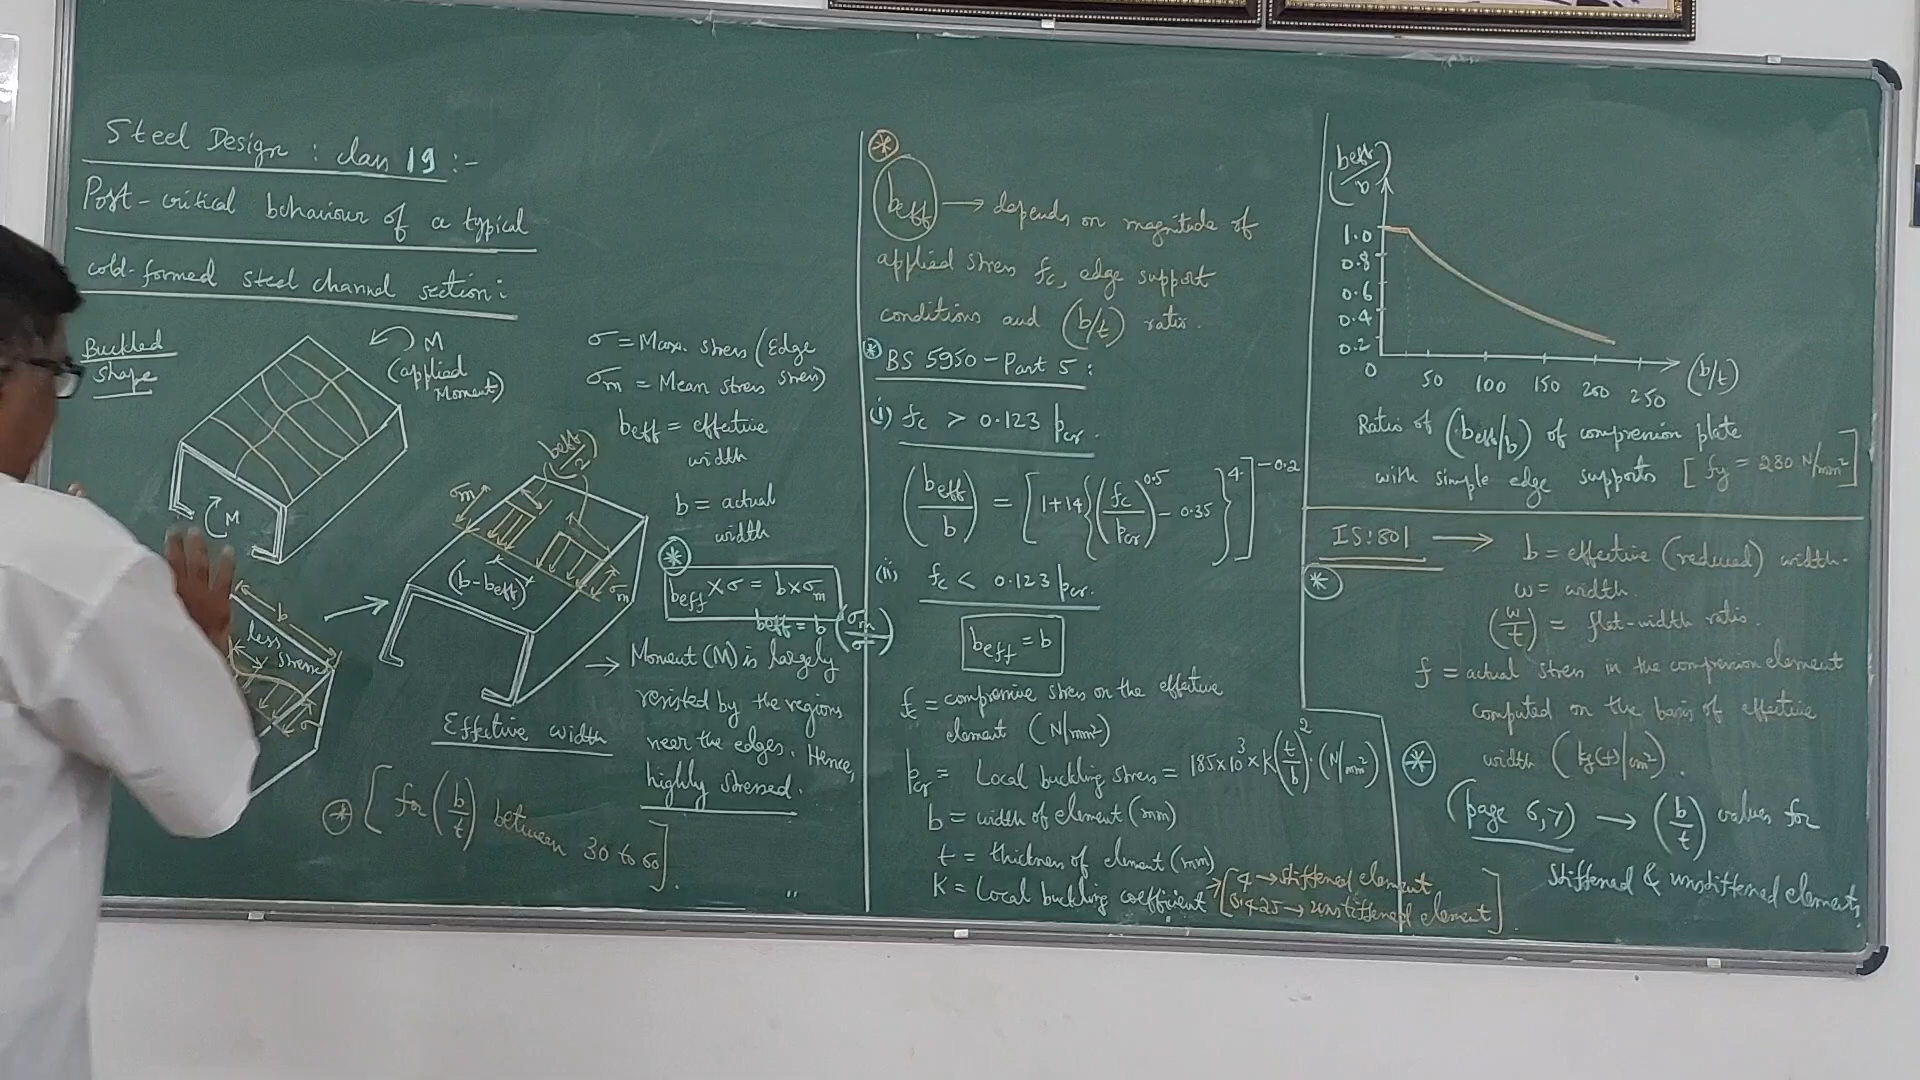 Steel Design : class 19 :-
Post-critical behaviour of a typical
cold-formed steel channel section :
Buckled
shape
M
(applied
Moment)
M
b
less
σ
σm
(beff/2)
(b-beff)
σm
Effective width
* [for (b/t) between 30 to 60].
σ = Max. stress (Edge
stress)
σm = Mean stress
beff = effective
width
b = actual
width
*
beff × σ = b × σm
beff = b (σm/σ)
→ Moment (M) is largely
resisted by the regions
near the edges. Hence,
highly stressed.
*
beff → depends on magnitude of
applied stress fc, edge support
conditions and (b/t) ratio.
* BS 5950 - Part 5 :
(i) fc > 0.123 pcr.
(beff/b) = [1+14{(fc/pcr)^0.5 - 0.35}^4]^-0.2
(ii) fc < 0.123 pcr.
beff = b
fc = compressive stress on the effective
element (N/mm²)
pcr = Local buckling stress = 185×10³×K(t/b)². (N/mm²)
b = width of element (mm)
t = thickness of element (mm)
K = Local buckling coefficient → [4 → stiffened element
0.425 → unstiffened element].
(beff/b)
1.0
0.8
0.6
0.4
0.2
0 50 100 150 200 250 (b/t)
Ratio of (beff/b) of compression plate
with simple edge supports [fy = 280 N/mm²]
IS:801 → b = effective (reduced) width.
*
w = width.
(w/t) = flat-width ratio.
f = actual stress in the compression element
computed on the basis of effective
width (kg(f)/cm²).
*
(page 6,7) → (b/t) values for
stiffened & unstiffened elements